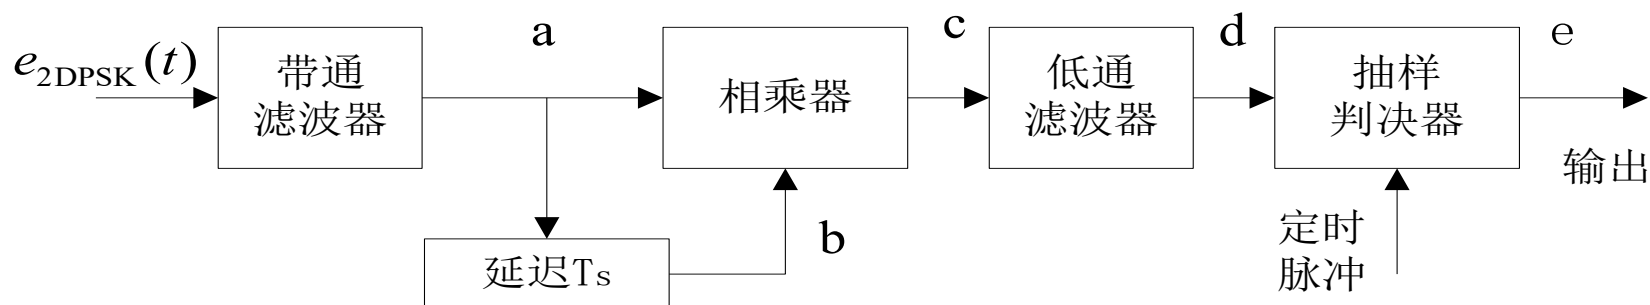 e2DPSK(t)
带通
滤波器
a
相乘器
c
低通
滤波器
d
抽样
判决器
e
输出
延迟Ts
b
定时
脉冲